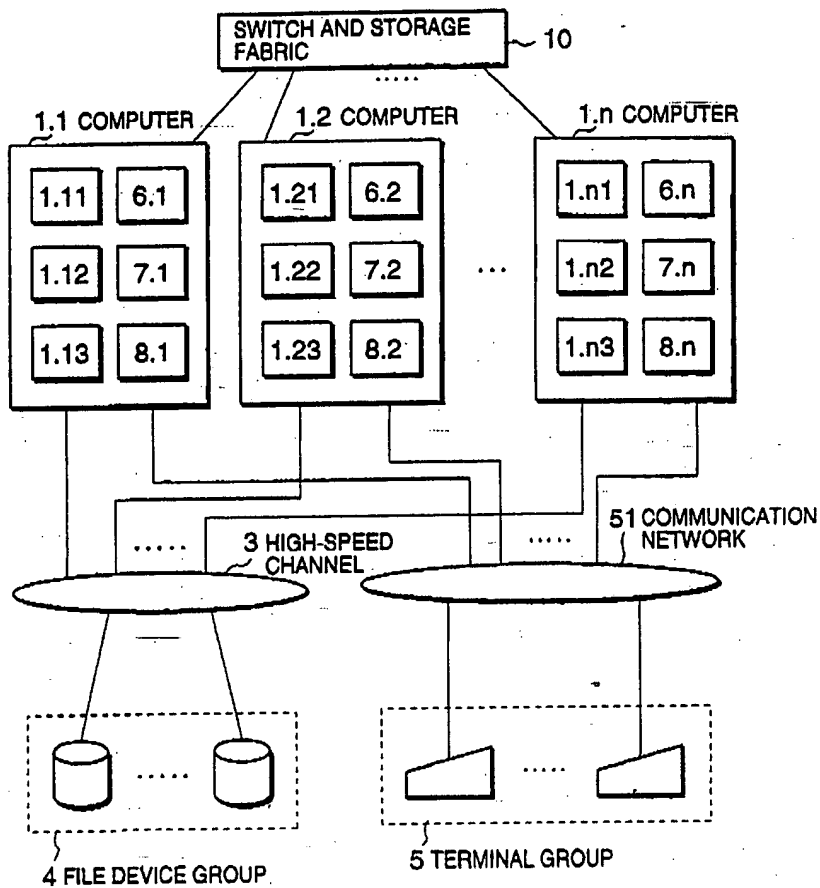 SWITCH AND STORAGE
FABRIC
10
1.1 COMPUTER
1.2 COMPUTER
1.n COMPUTER
1.11 6.1
1.12 7.1
1.13 8.1
1.21 6.2
1.22 7.2
1.23 8.2
1.n1 6.n
1.n2 7.n
1.n3 8.n
3 HIGH-SPEED
CHANNEL
51 COMMUNICATION
NETWORK
4 FILE DEVICE GROUP
5 TERMINAL GROUP